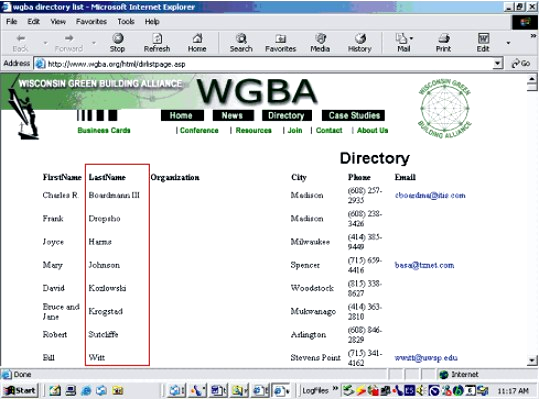 wgba directory list - Microsoft Internet Explorer
File Edit View Favorites Tools Help
Back Forward Stop Refresh Home Search Favorites Media History Mail Print Edit
Address http://www.wgba.org/html/dirlistpage.asp Go
WISCONSIN GREEN BUILDING ALLIANCE WGBA
WISCONSIN GREEN BUILDING ALLIANCE
Home News Directory Case Studies
Business Cards | Conference | Resources | Join | Contact | About Us
Directory
FirstName LastName Organization City Phone Email
Charles R. Boardmann III Madison (608) 257-2935 cboardma@itis.com
Frank Dropsho Madison (608) 238-3426
Joyce Harms Milwaukee (414) 385-9449
Mary Johnson Spencer (715) 659-4416 basa@tznet.com
David Kozlowski Woodstock (815) 338-8627
Bruce and Jane Krogstad Mukwanago (414) 363-2810
Robert Sutcliffe Arlington (608) 846-2829
Bill Witt Stevens Point (715) 341-4162 wwitt@uwsp.edu
Done Internet
Start LogFiles 11:17 AM